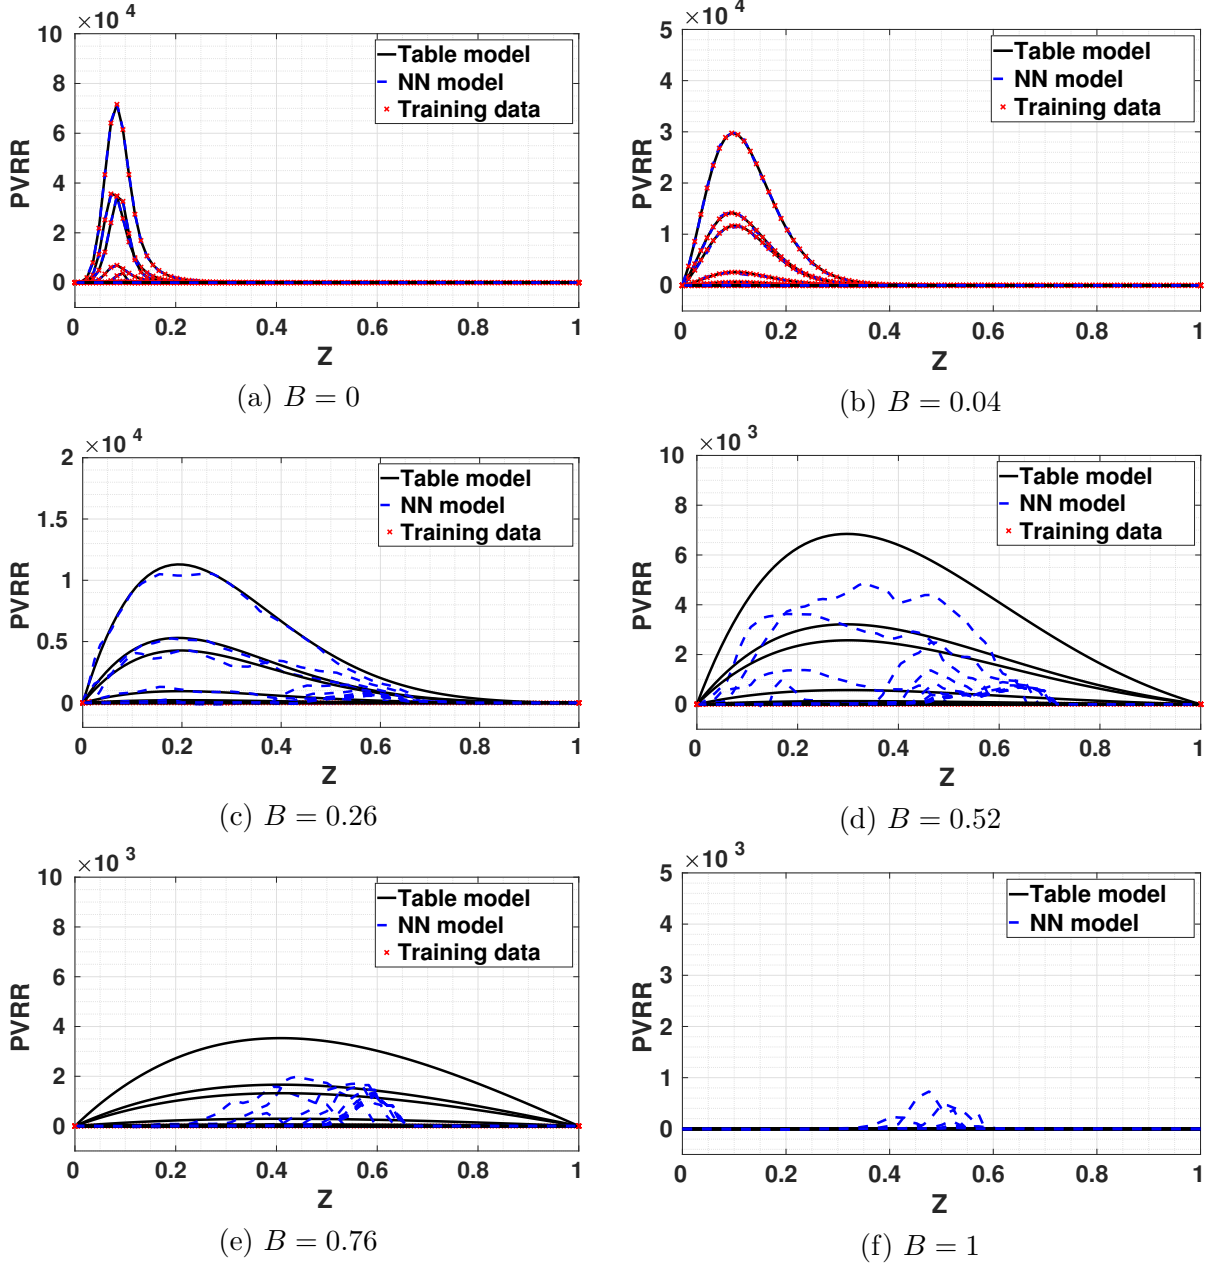 ×10 4
PVRR
10
8
6
4
2
0
0 0.2 0.4 0.6 0.8 1
Z
Table model
NN model
Training data
(a) B = 0
×10 4
PVRR
5
4
3
2
1
0
0 0.2 0.4 0.6 0.8 1
Z
Table model
NN model
Training data
(b) B = 0.04
×10 4
PVRR
2
1.5
1
0.5
0
0 0.2 0.4 0.6 0.8 1
Z
Table model
NN model
Training data
(c) B = 0.26
×10 3
PVRR
10
8
6
4
2
0
0 0.2 0.4 0.6 0.8 1
Z
Table model
NN model
Training data
(d) B = 0.52
×10 3
PVRR
10
8
6
4
2
0
0 0.2 0.4 0.6 0.8 1
Z
Table model
NN model
Training data
(e) B = 0.76
×10 3
PVRR
5
4
3
2
1
0
0 0.2 0.4 0.6 0.8 1
Z
Table model
NN model
(f) B = 1